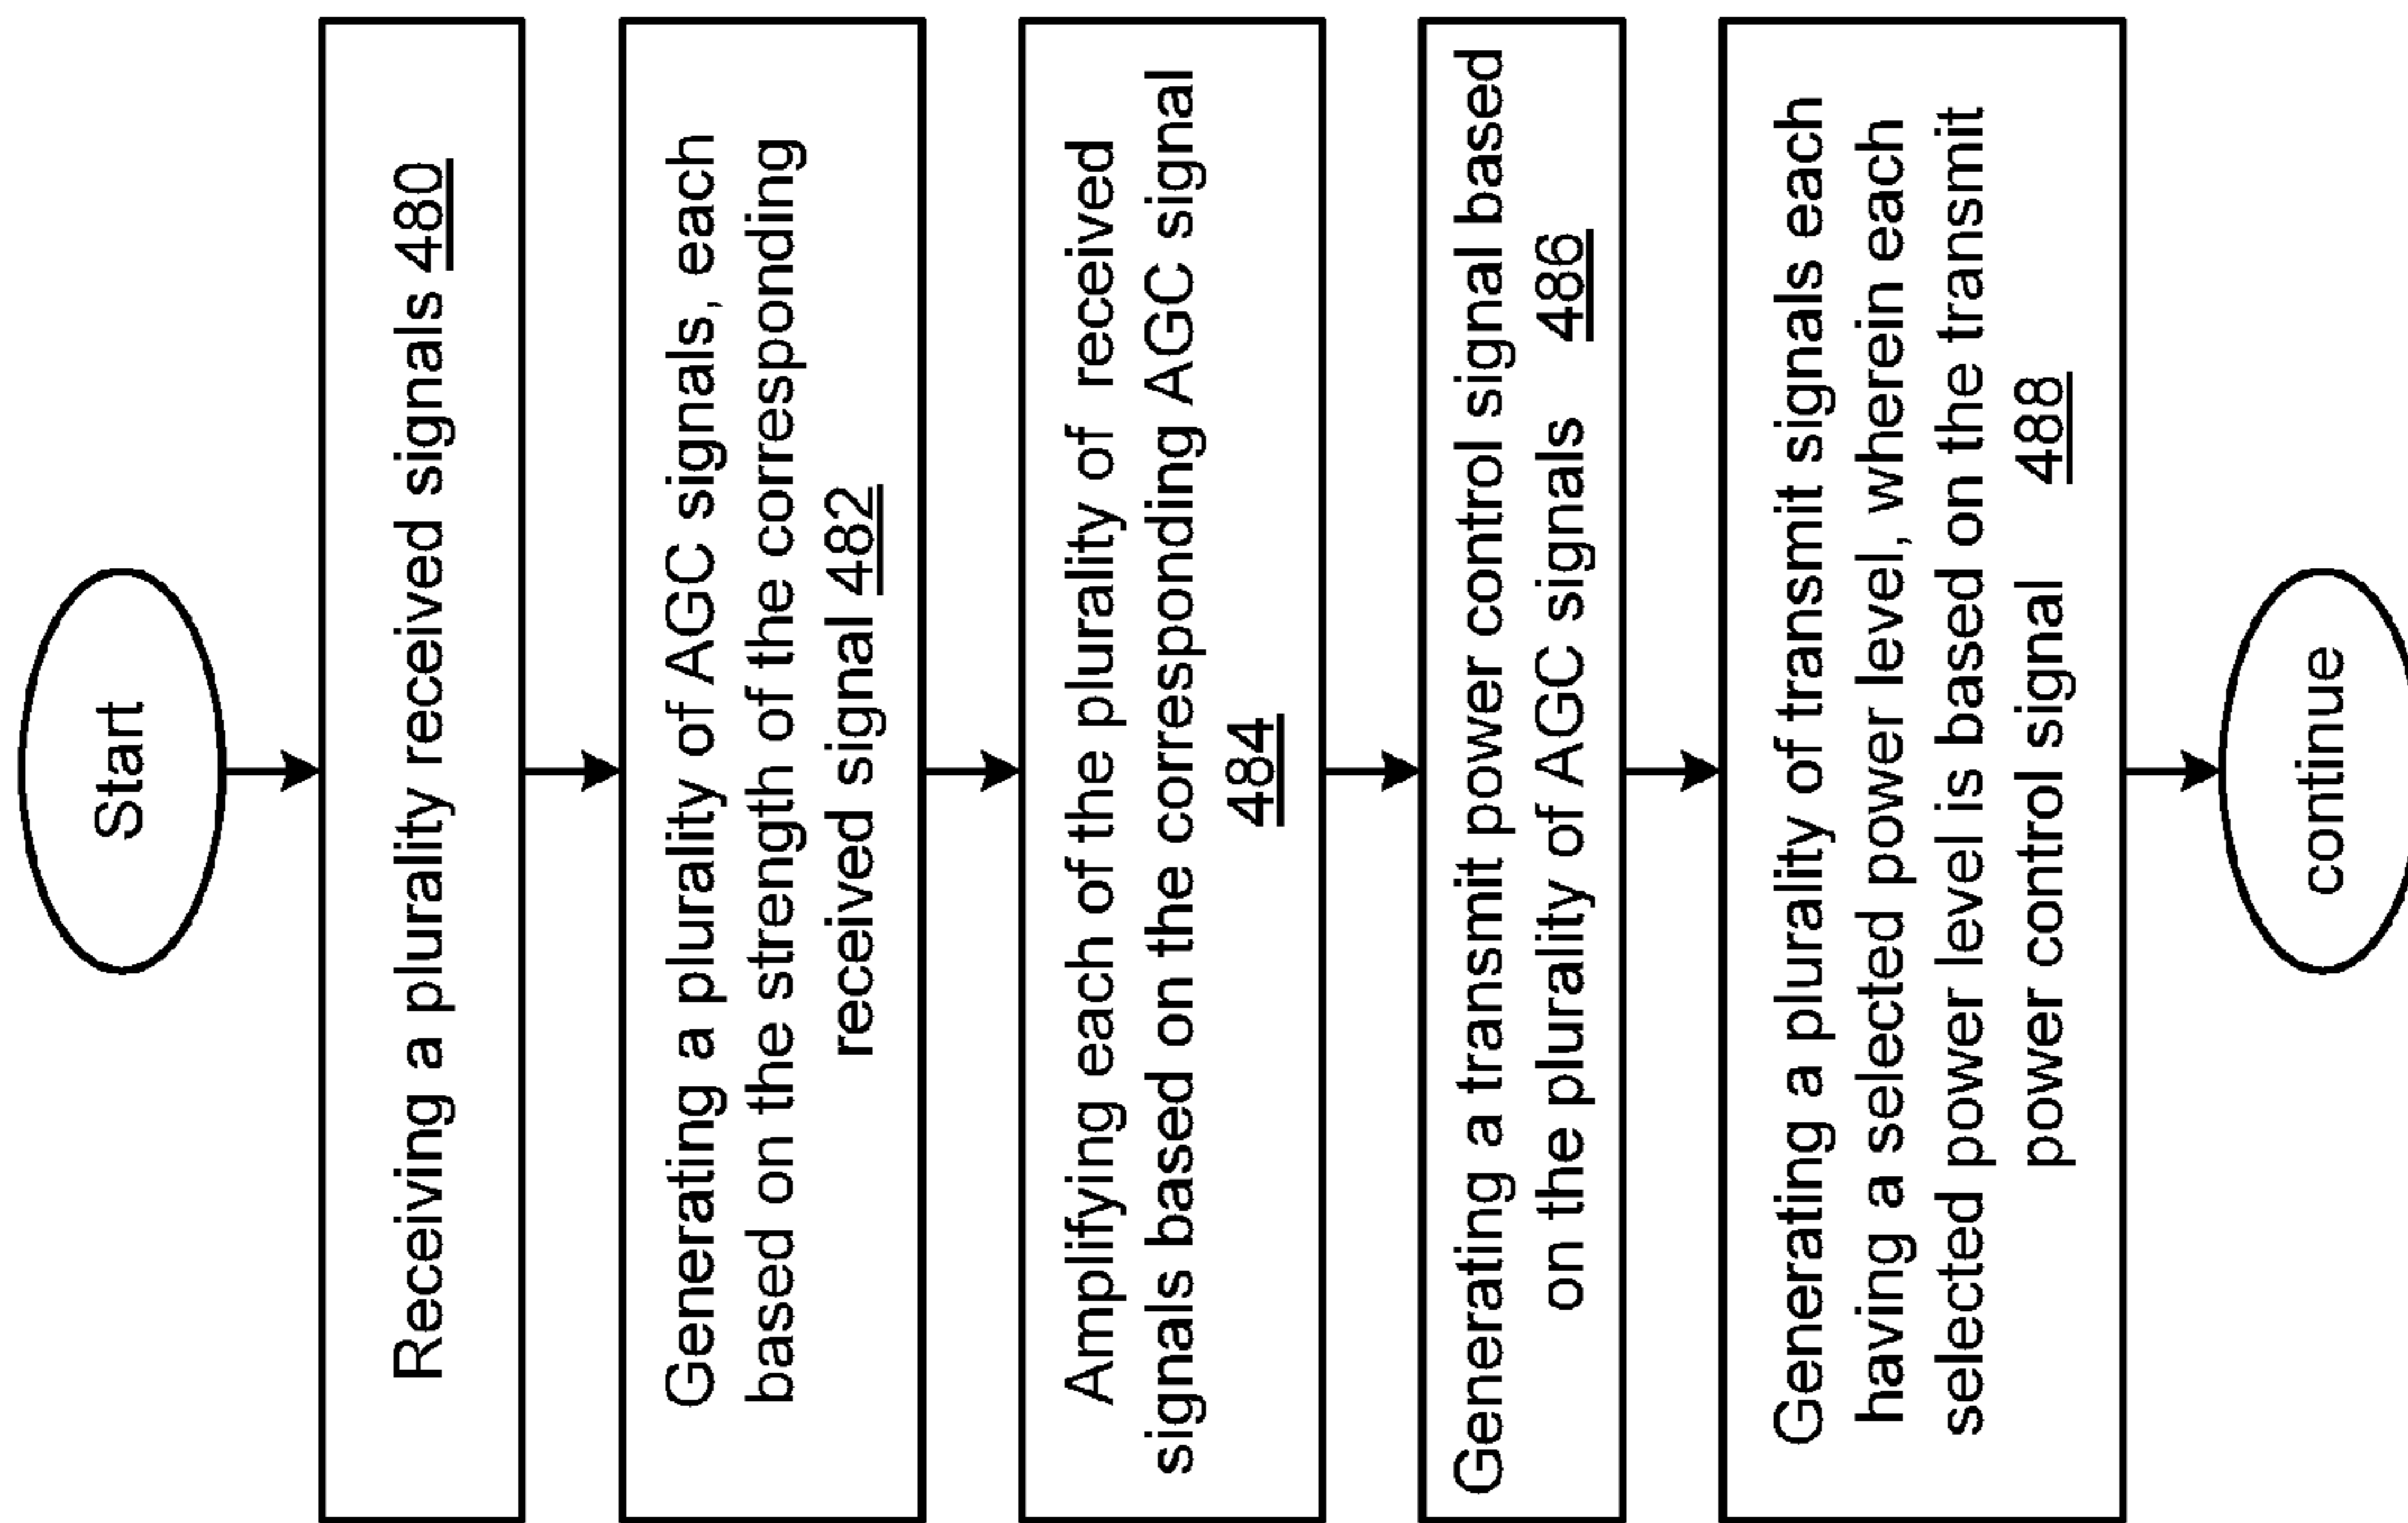 Start
Receiving a plurality received signals 480
Generating a plurality of AGC signals, each
based on the strength of the corresponding
received signal 482
Amplifying each of the plurality of received
signals based on the corresponding AGC signal
484
Generating a transmit power control signal based
on the plurality of AGC signals 486
Generating a plurality of transmit signals each
having a selected power level, wherein each
selected power level is based on the transmit
power control signal 488
continue